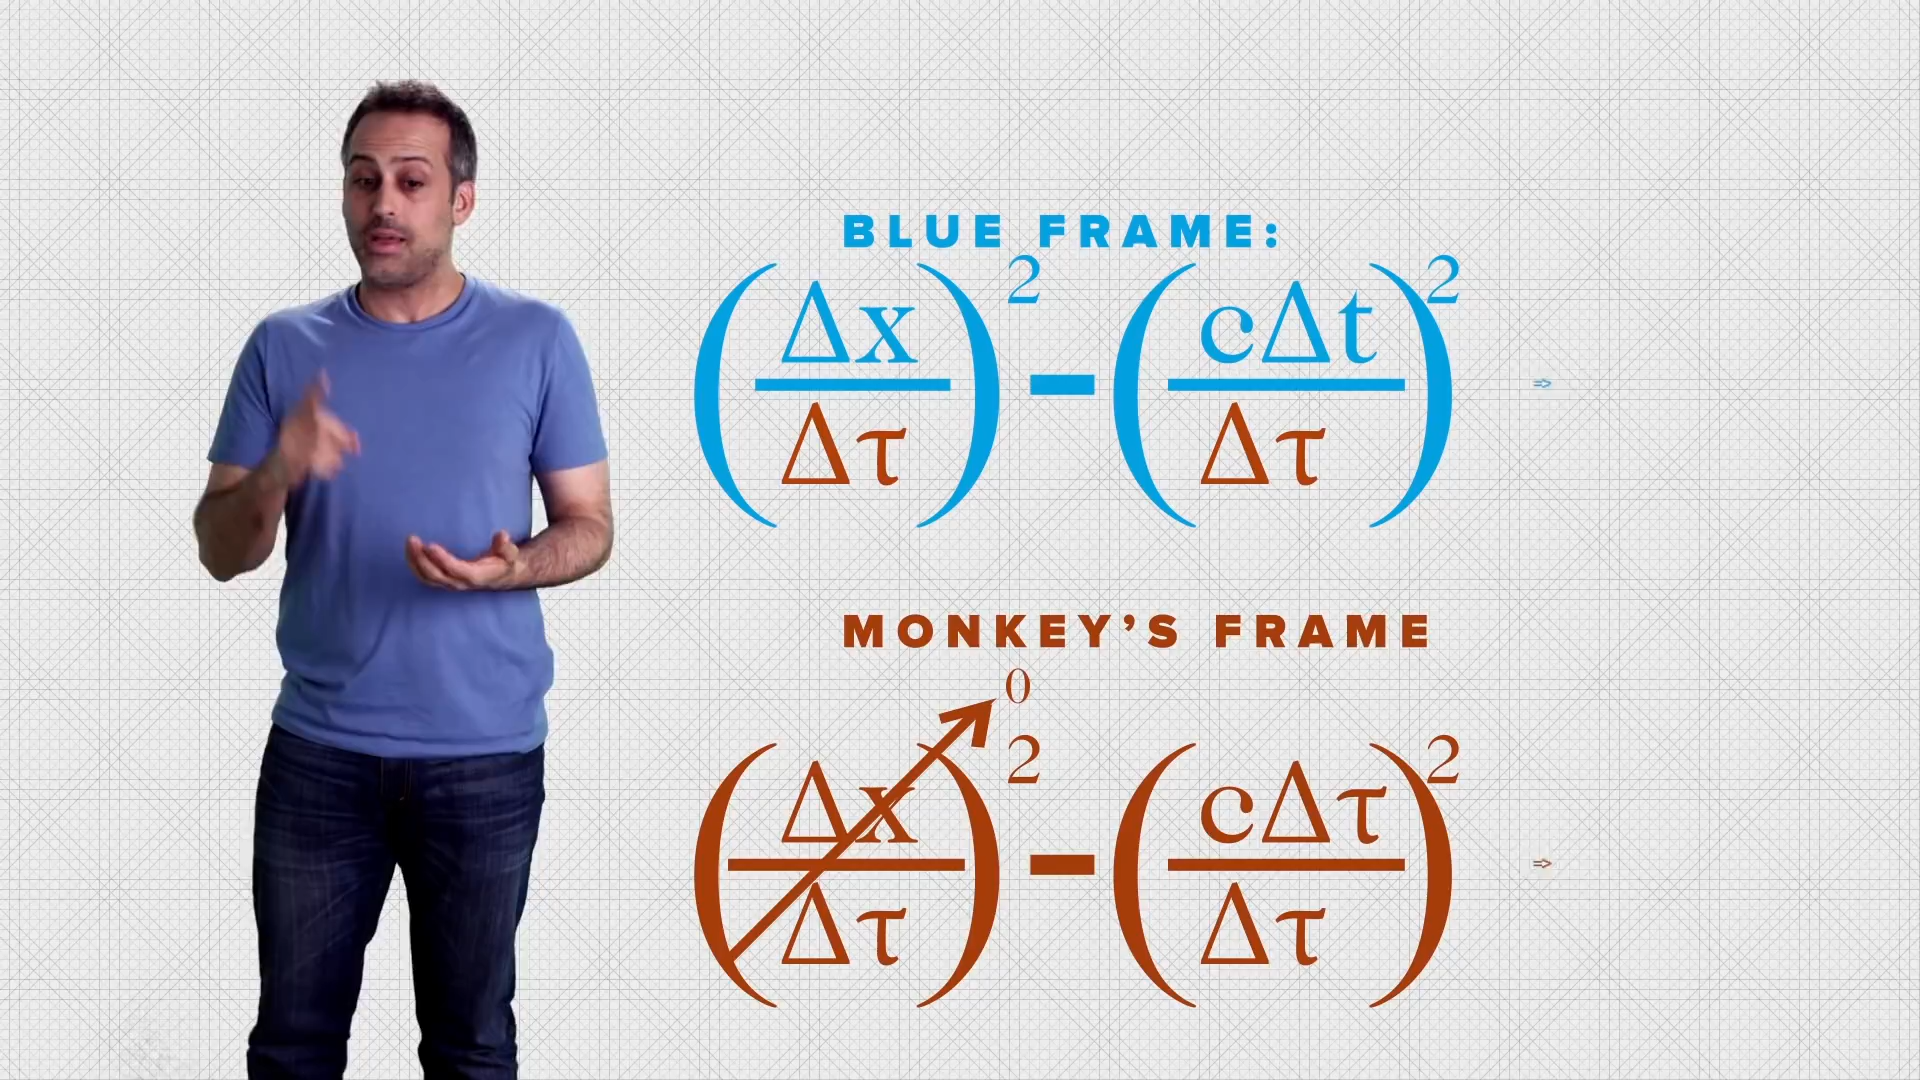 BLUE FRAME:
(Δx/Δτ)² - (cΔt/Δτ)² ⇒
MONKEY'S FRAME
(Δx/Δτ)² - (cΔτ/Δτ)² ⇒
0